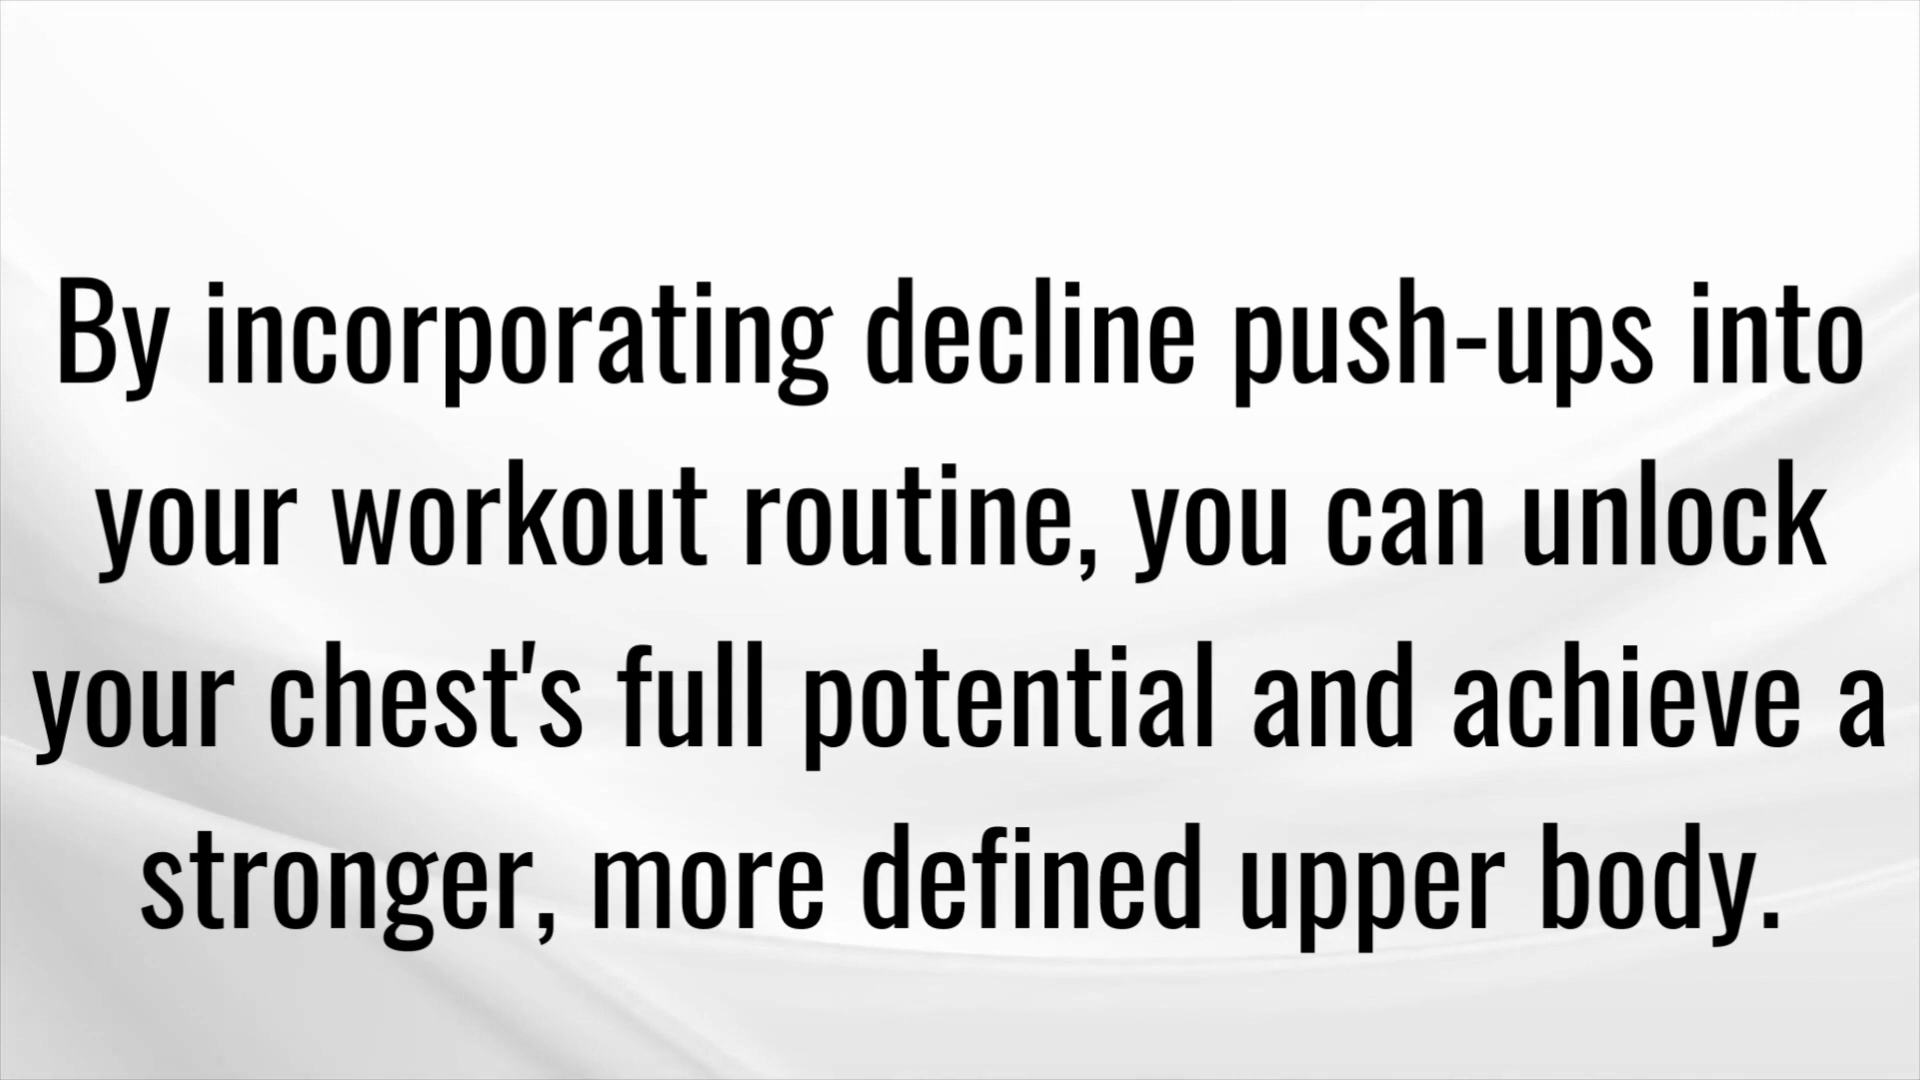 By incorporating decline push-ups into
your workout routine, you can unlock
your chest's full potential and achieve a
stronger, more defined upper body.